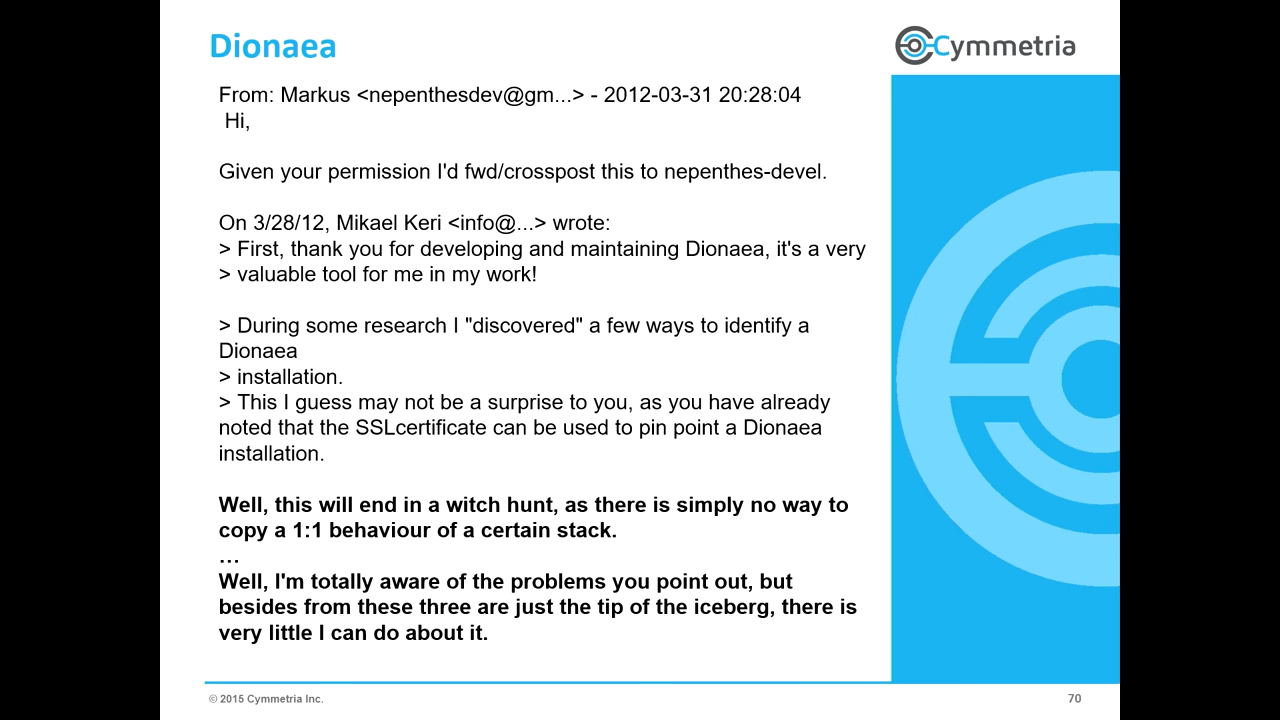 Dionaea
Cymmetria
From: Markus <nepenthesdev@gm...> - 2012-03-31 20:28:04
Hi,
Given your permission I'd fwd/crosspost this to nepenthes-devel.
On 3/28/12, Mikael Keri <info@...> wrote:
> First, thank you for developing and maintaining Dionaea, it's a very
> valuable tool for me in my work!
> During some research I "discovered" a few ways to identify a
Dionaea
> installation.
> This I guess may not be a surprise to you, as you have already
noted that the SSLcertificate can be used to pin point a Dionaea
installation.
Well, this will end in a witch hunt, as there is simply no way to
copy a 1:1 behaviour of a certain stack.
...
Well, I'm totally aware of the problems you point out, but
besides from these three are just the tip of the iceberg, there is
very little I can do about it.
© 2015 Cymmetria Inc.
70